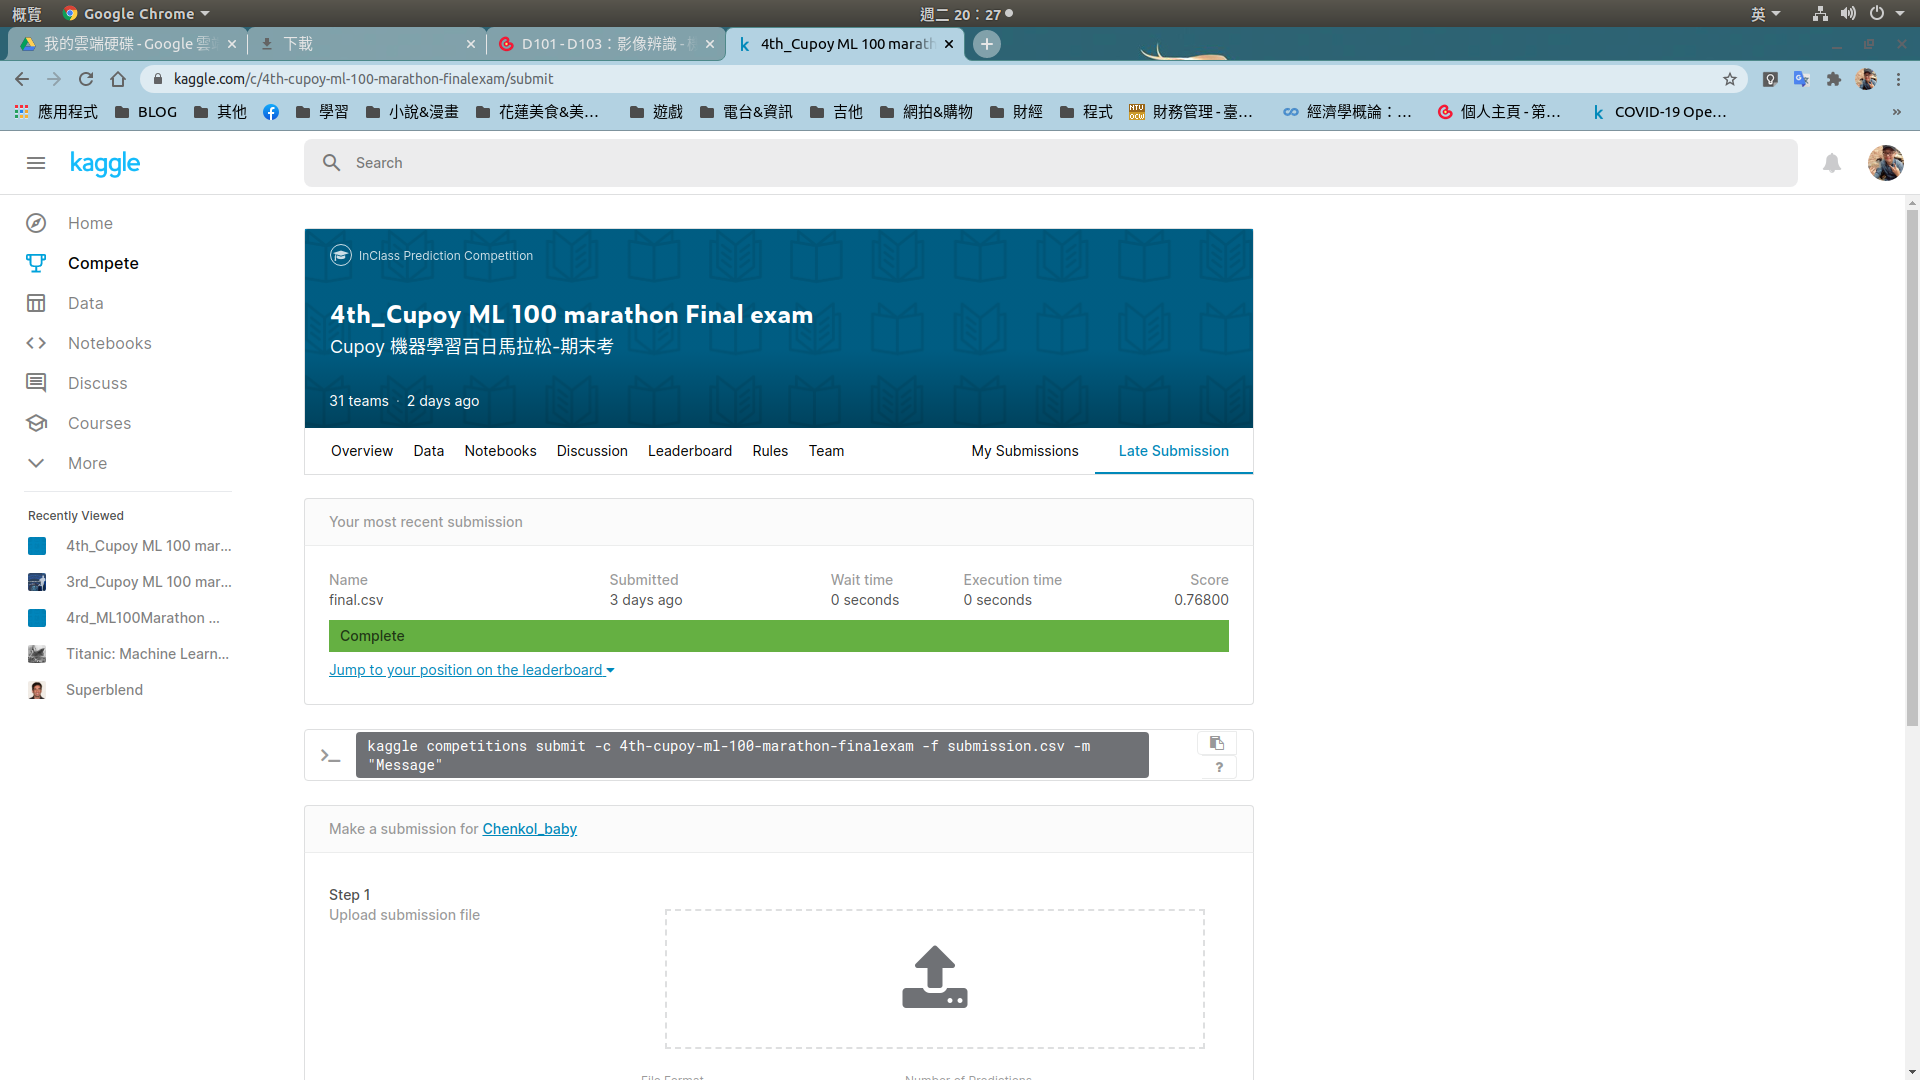 概覽 Google Chrome 週二 20：27 英
我的雲端硬碟 - Google 雲
下載
D101 - D103：影像辨識 -
4th_Cupoy ML 100 marath
kaggle.com/c/4th-cupoy-ml-100-marathon-finalexam/submit
應用程式 BLOG 其他 學習 小說&漫畫 花蓮美食&美… 遊戲 電台&資訊 吉他 網拍&購物 財經 程式 財務管理 - 臺… 經濟學概論：… 個人主頁 - 第… COVID-19 Ope… »
kaggle
Search
Home
Compete
Data
Notebooks
Discuss
Courses
More
Recently Viewed
4th_Cupoy ML 100 mar...
3rd_Cupoy ML 100 mar...
4rd_ML100Marathon ...
Titanic: Machine Learn...
Superblend
InClass Prediction Competition
4th_Cupoy ML 100 marathon Final exam
Cupoy 機器學習百日馬拉松-期末考
31 teams · 2 days ago
Overview Data Notebooks Discussion Leaderboard Rules Team My Submissions Late Submission
Your most recent submission
Name Submitted Wait time Execution time Score
final.csv 3 days ago 0 seconds 0 seconds 0.76800
Complete
Jump to your position on the leaderboard
kaggle competitions submit -c 4th-cupoy-ml-100-marathon-finalexam -f submission.csv -m
"Message"
?
Make a submission for Chenkol_baby
Step 1
Upload submission file
File Format Number of Predictions